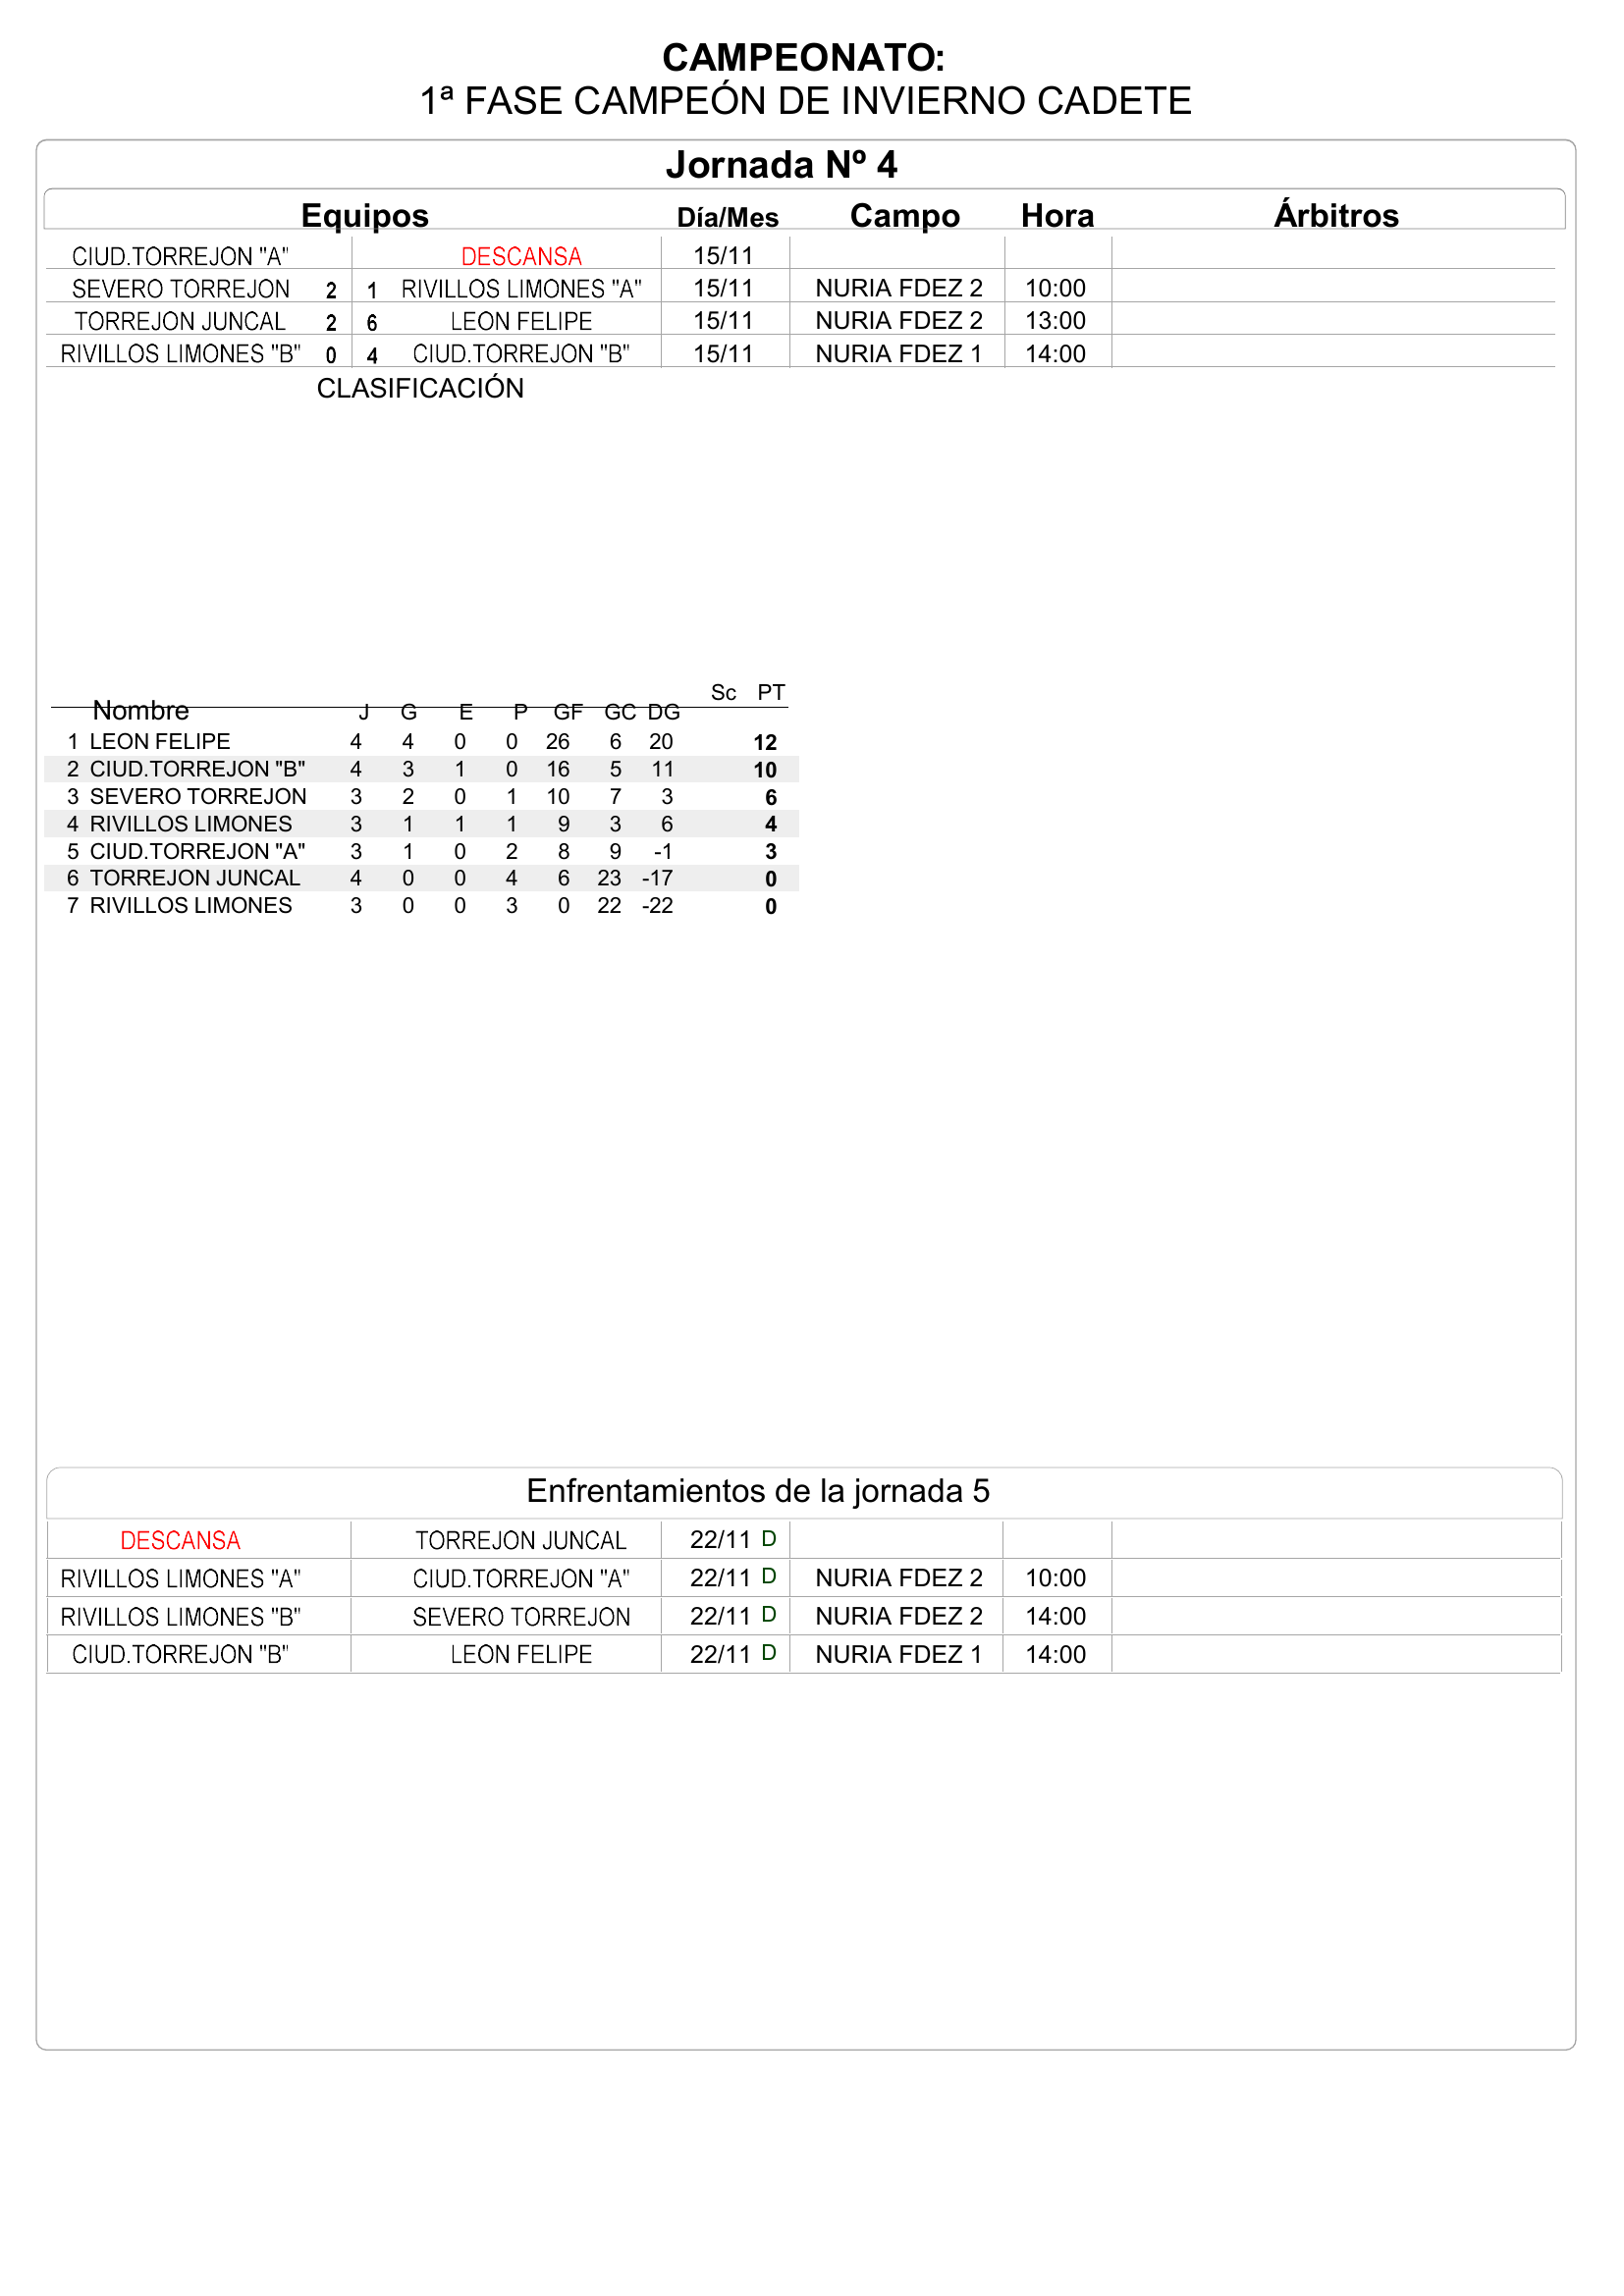 CAMPEONATO:
1ª FASE CAMPEÓN DE INVIERNO CADETE
Jornada Nº 4
Equipos Día/Mes Campo Hora Árbitros
CIUD.TORREJON "A" DESCANSA 15/11
SEVERO TORREJON 2 1 RIVILLOS LIMONES "A" 15/11 NURIA FDEZ 2 10:00
TORREJON JUNCAL 2 6 LEON FELIPE 15/11 NURIA FDEZ 2 13:00
RIVILLOS LIMONES "B" 0 4 CIUD.TORREJON "B" 15/11 NURIA FDEZ 1 14:00
CLASIFICACIÓN
Nombre J G E P GF GC DG Sc PT
1 LEON FELIPE 4 4 0 0 26 6 20 12
2 CIUD.TORREJON "B" 4 3 1 0 16 5 11 10
3 SEVERO TORREJON 3 2 0 1 10 7 3 6
4 RIVILLOS LIMONES 3 1 1 1 9 3 6 4
5 CIUD.TORREJON "A" 3 1 0 2 8 9 -1 3
6 TORREJON JUNCAL 4 0 0 4 6 23 -17 0
7 RIVILLOS LIMONES 3 0 0 3 0 22 -22 0
Enfrentamientos de la jornada 5
DESCANSA TORREJON JUNCAL 22/11 D
RIVILLOS LIMONES "A" CIUD.TORREJON "A" 22/11 D NURIA FDEZ 2 10:00
RIVILLOS LIMONES "B" SEVERO TORREJON 22/11 D NURIA FDEZ 2 14:00
CIUD.TORREJON "B" LEON FELIPE 22/11 D NURIA FDEZ 1 14:00